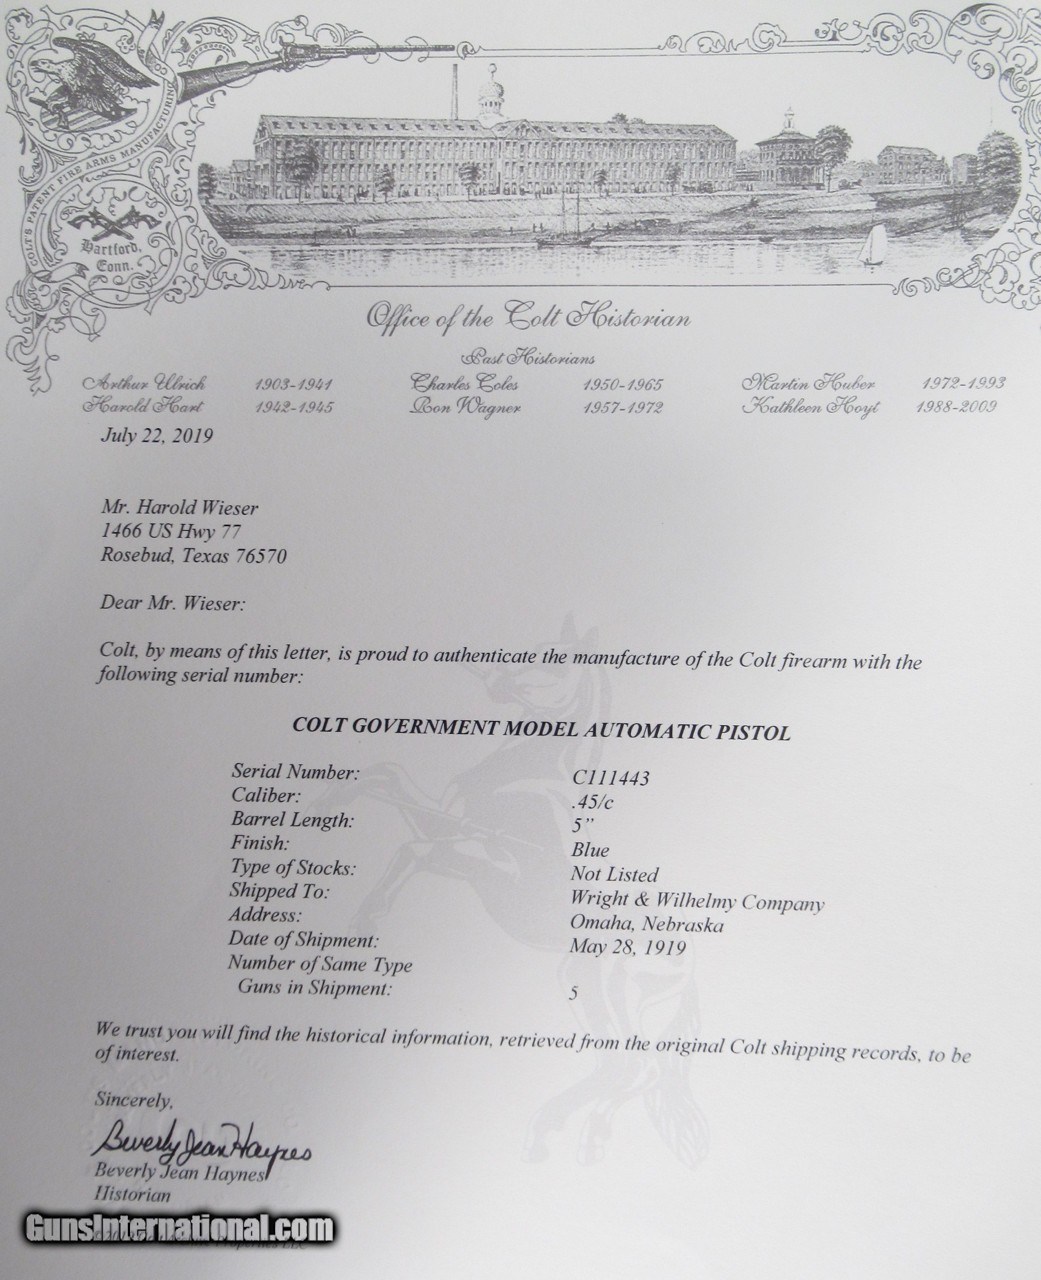 COLT'S PATENT FIRE ARMS MANUFACTURING CO
Hartford,
Conn.
Office of the Colt Historian
Past Historians
Arthur Ulrich 1903-1941 Charles Coles 1950-1965 Martin Huber 1972-1993
Harold Hart 1942-1945 Ron Wagner 1957-1972 Kathleen Hoyt 1988-2009
July 22, 2019
Mr. Harold Wieser
1466 US Hwy 77
Rosebud, Texas 76570
Dear Mr. Wieser:
Colt, by means of this letter, is proud to authenticate the manufacture of the Colt firearm with the
following serial number:
COLT GOVERNMENT MODEL AUTOMATIC PISTOL
Serial Number: C111443
Caliber: .45/c
Barrel Length: 5”
Finish: Blue
Type of Stocks: Not Listed
Shipped To: Wright & Wilhelmy Company
Address: Omaha, Nebraska
Date of Shipment: May 28, 1919
Number of Same Type
Guns in Shipment: 5
We trust you will find the historical information, retrieved from the original Colt shipping records, to be
of interest.
Sincerely,
Beverly Jean Haynes
Beverly Jean Haynes
Historian
GunsInternational.com